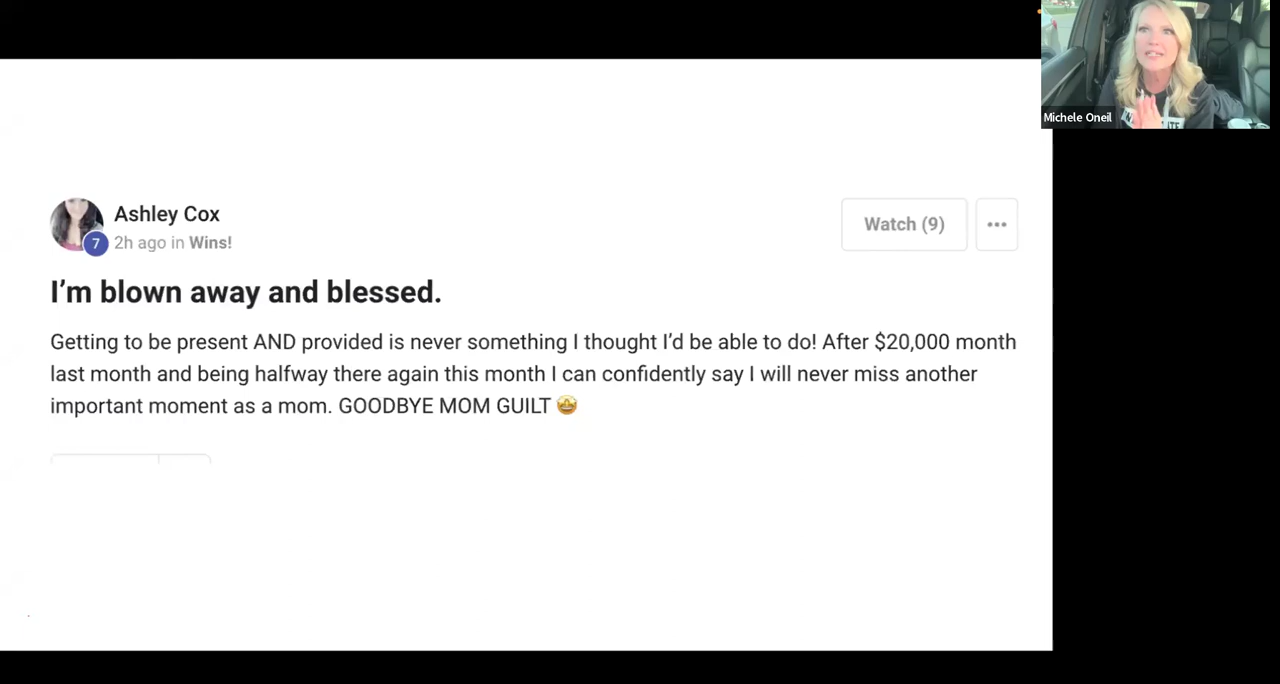 Michele Oneil
Ashley Cox
7
2h ago in Wins!
Watch (9)
I’m blown away and blessed.
Getting to be present AND provided is never something I thought I’d be able to do! After $20,000 month
last month and being halfway there again this month I can confidently say I will never miss another
important moment as a mom. GOODBYE MOM GUILT 🤩